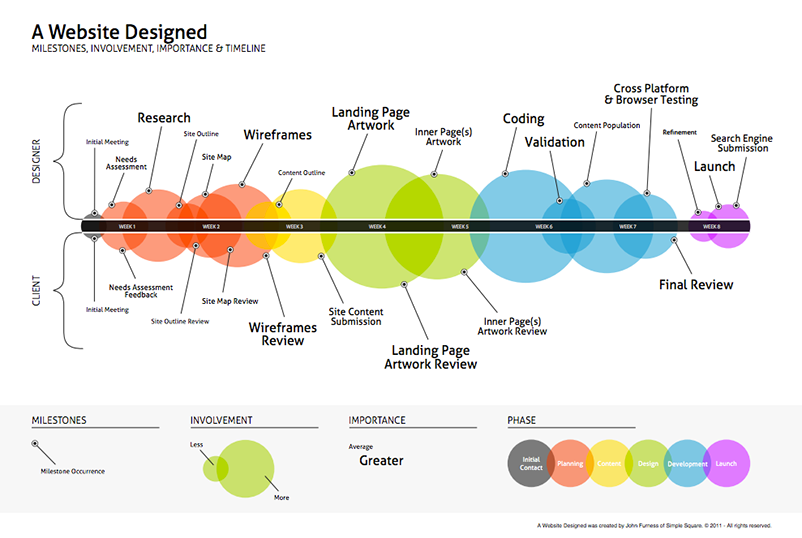 A Website Designed
MILESTONES, INVOLVEMENT, IMPORTANCE & TIMELINE
DESIGNER
Initial Meeting
Needs
Assessment
Research
Site Outline
Site Map
Wireframes
Content Outline
Landing Page
Artwork
Inner Page(s)
Artwork
Coding
Validation
Content Population
Cross Platform
& Browser Testing
Refinement
Launch
Search Engine
Submission
WEEK 1
WEEK 2
WEEK 3
WEEK 4
WEEK 5
WEEK 6
WEEK 7
WEEK 8
CLIENT
Initial Meeting
Needs Assessment
Feedback
Site Outline Review
Site Map Review
Wireframes
Review
Site Content
Submission
Landing Page
Artwork Review
Inner Page(s)
Artwork Review
Final Review
MILESTONES
Milestone Occurrence
INVOLVEMENT
Less
More
IMPORTANCE
Average
Greater
PHASE
Initial
Contact
Planning
Content
Design
Development
Launch
A Website Designed was created by John Furness of Simple Square. © 2011 - All rights reserved.